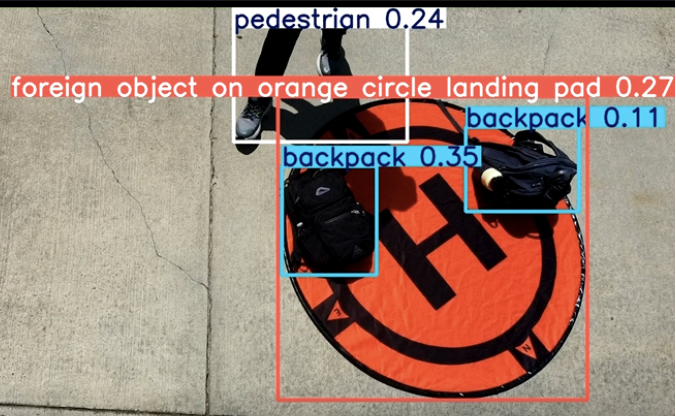 pedestrian 0.24
foreign object on orange circle landing pad 0.27
backpack 0.11
backpack 0.35
H
N